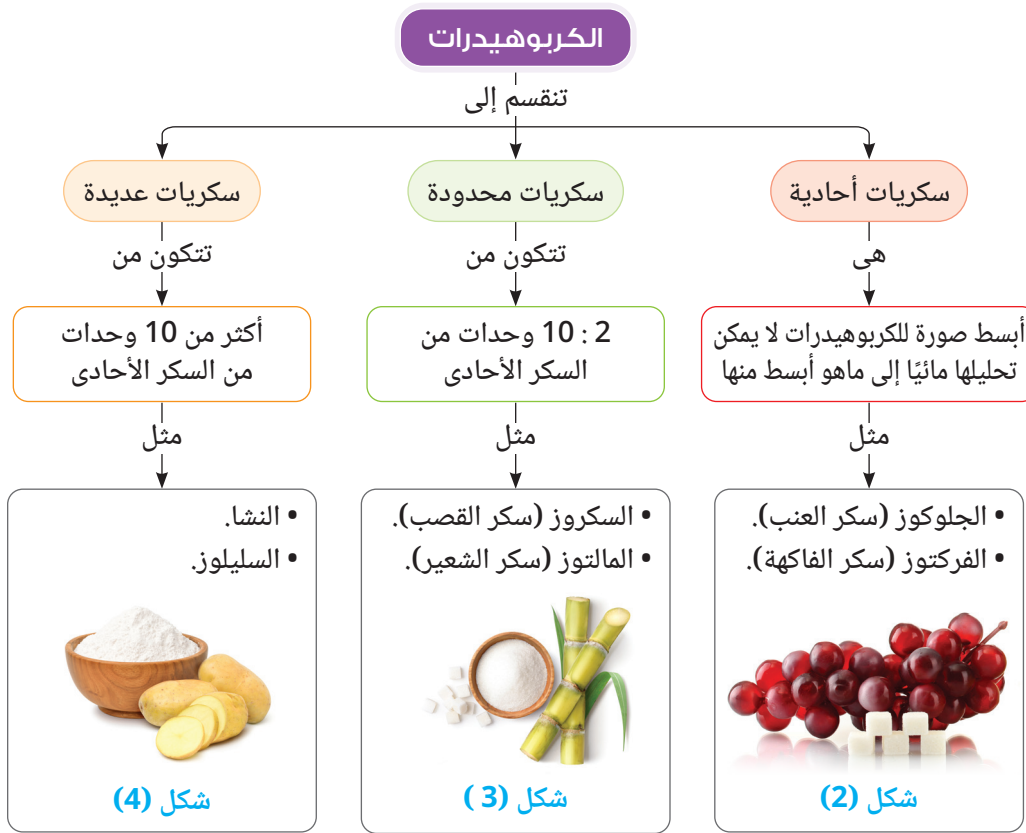 الكربوهيدرات
تنقسم إلى
سكريات أحادية
هى
أبسط صورة للكربوهيدرات لا يمكن
تحليلها مائيًا إلى ماهو أبسط منها
مثل
• الجلوكوز (سكر العنب).
• الفركتوز (سكر الفاكهة).
شكل (2)
سكريات محدودة
تتكون من
2 : 10 وحدات من
السكر الأحادى
مثل
• السكروز (سكر القصب).
• المالتوز (سكر الشعير).
شكل (3 )
سكريات عديدة
تتكون من
أكثر من 10 وحدات
من السكر الأحادى
مثل
• النشا.
• السليلوز.
شكل (4)